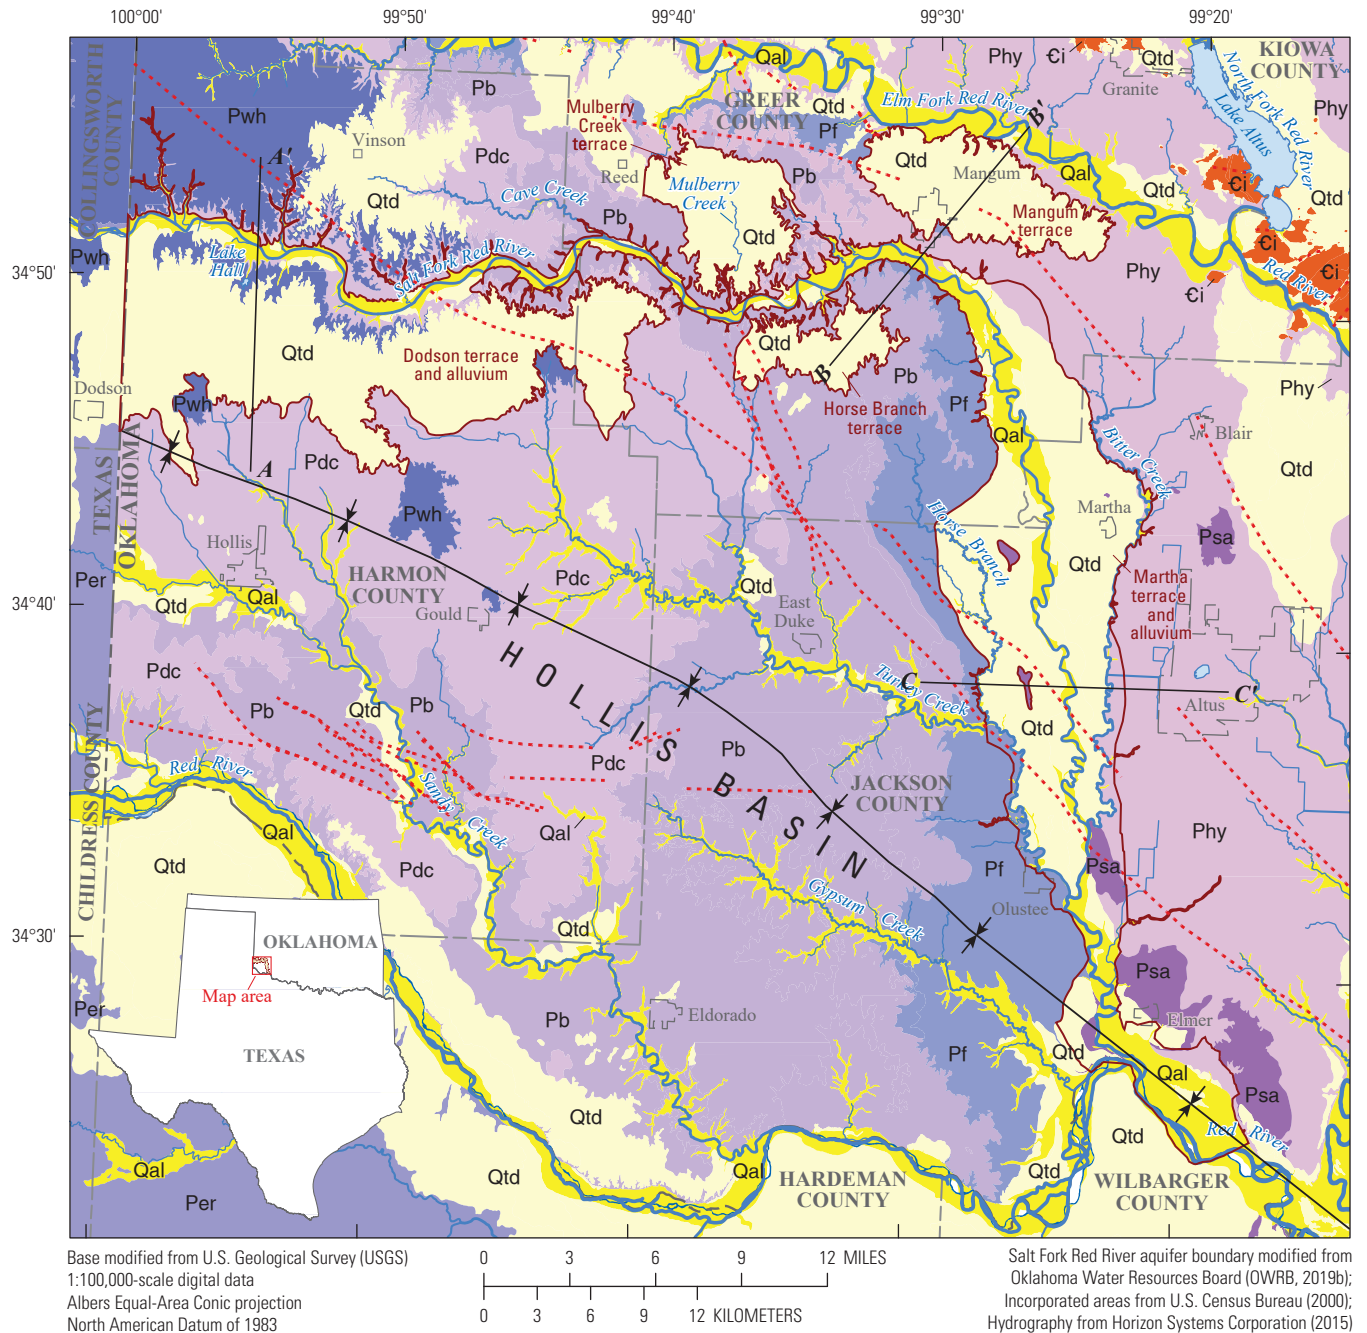 100°00' 99°50' 99°40' 99°30' 99°20'
34°50'
34°40'
34°30'
COLLINGSWORTH
COUNTY
Pwh
A'
Vinson
Pb
Pdc
Qtd
Mulberry
Creek
terrace
Reed
Cave Creek
Pb
Qal
GREER
COUNTY
Qtd
Pf
Elm Fork Red River
B'
Phy
Єi
Qtd
Granite
KIOWA
COUNTY
North Fork Red River
Lake Altus
Phy
Mulberry
Creek
Pb
Qtd
Qtd
Mangum
Qal
Qtd
Mangum
terrace
Єi
Qtd
Єi
Єi
Red River
Phy
Єi
Pwh
Lake
Hall
Salt Fork Red River
Qtd
Dodson terrace
and alluvium
Qtd
B
Pb
Horse Branch
terrace
Pf
Qal
Phy
Dodson
Pwh
A
Pdc
TEXAS
OKLAHOMA
Pwh
Hollis
HARMON
COUNTY
Gould
Pdc
Qtd
East
Duke
Horse Branch
Bitter Creek
Blair
Qtd
Martha
Qtd
Psa
Martha
terrace
and
alluvium
Per
Qtd
Qal
HOLLIS BASIN
Turkey Creek
C
C'
Altus
Qtd
Pdc
Pb
Qtd
Pb
Pdc
Pb
JACKSON
COUNTY
Red River
Sandy Creek
Qal
Qal
Pdc
CHILDRESS COUNTY
Qtd
Gypsum Creek
Pf
Olustee
Psa
Phy
Qtd
OKLAHOMA
Map area
TEXAS
Per
Pb
Eldorado
Psa
Elmer
Pf
Qtd
Qal
Psa
Qtd
Qtd
Red River
Qal
Per
Qtd
Qal
HARDEMAN
COUNTY
Qtd
WILBARGER
COUNTY
Base modified from U.S. Geological Survey (USGS)
1:100,000-scale digital data
Albers Equal-Area Conic projection
North American Datum of 1983
0 3 6 9 12 MILES
0 3 6 9 12 KILOMETERS
Salt Fork Red River aquifer boundary modified from
Oklahoma Water Resources Board (OWRB, 2019b);
Incorporated areas from U.S. Census Bureau (2000);
Hydrography from Horizon Systems Corporation (2015)